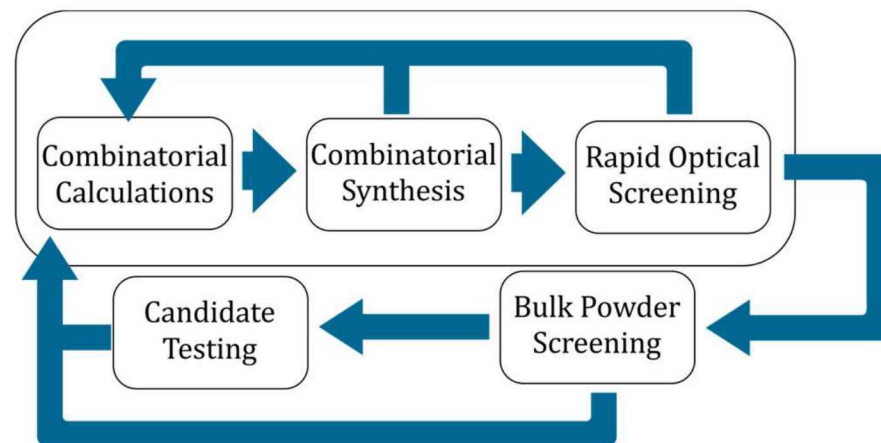 Combinatorial
Calculations
Combinatorial
Synthesis
Rapid Optical
Screening
Candidate
Testing
Bulk Powder
Screening